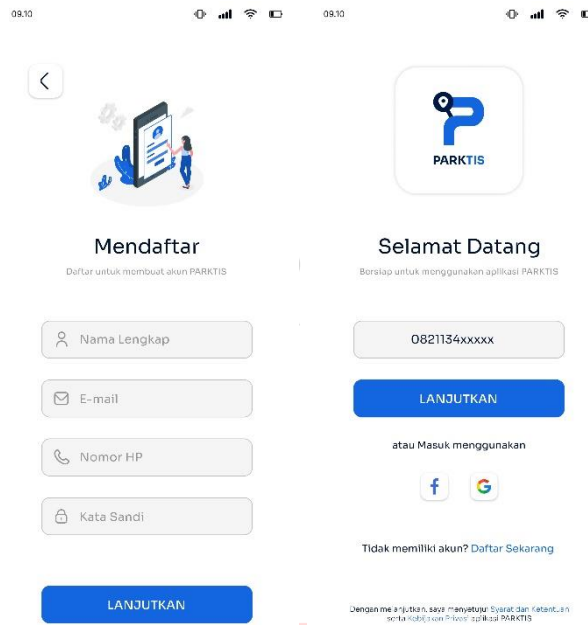 09.10
Mendaftar
Daftar untuk membuat akun PARKTIS
Nama Lengkap
E-mail
Nomor HP
Kata Sandi
LANJUTKAN
09.10
PARKTIS
Selamat Datang
Bersiap untuk menggunakan aplikasi PARKTIS
0821134xxxxx
LANJUTKAN
atau Masuk menggunakan
f G
Tidak memiliki akun? Daftar Sekarang
Dengan melanjutkan, saya menyetujui Syarat dan Ketentuan
serta Kebijakan Privasi aplikasi PARKTIS